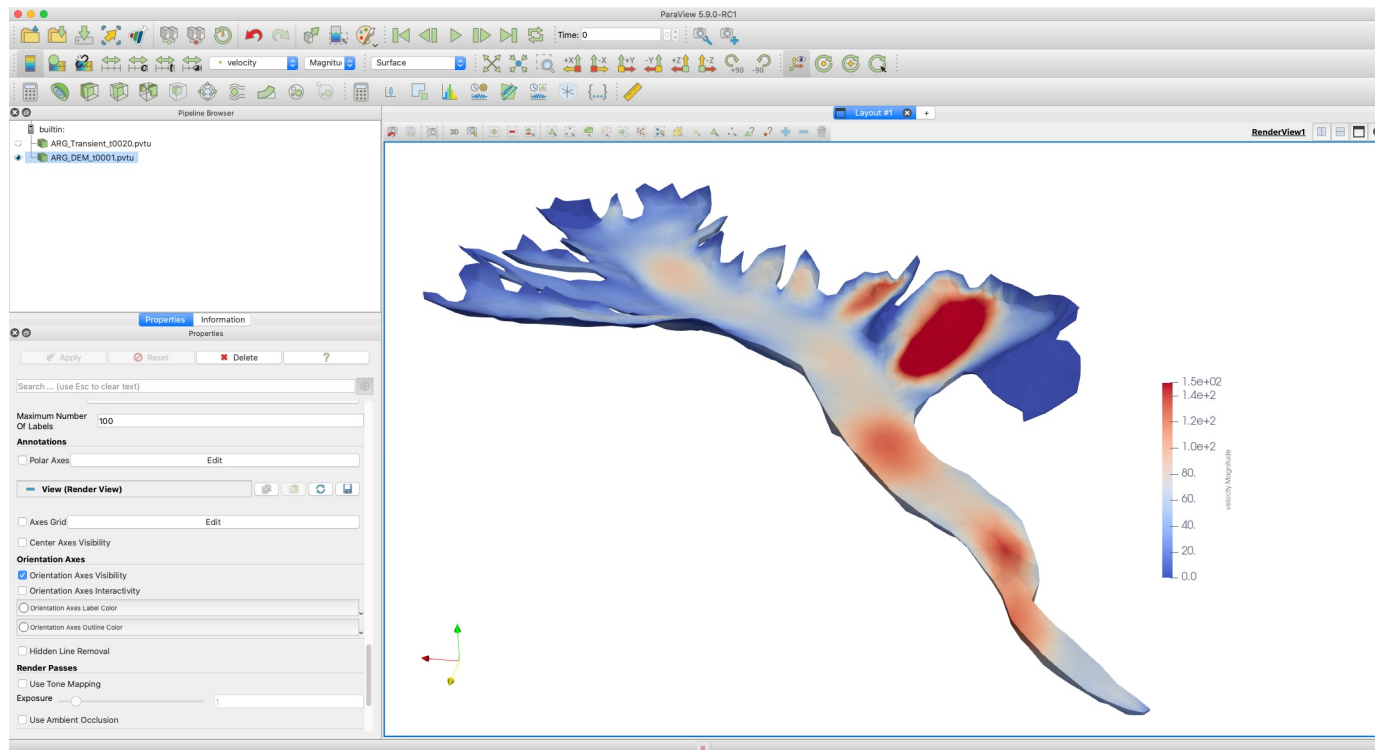 ParaView 5.9.0-RC1
Time: 0
velocity
Magnitu
Surface
+X
-X
+Y
-Y
+Z
-Z
+90
-90
Pipeline Browser
Layout #1
+
builtin:
ARG_Transient_t0020.pvtu
ARG_DEM_t0001.pvtu
3D
RenderView1
Properties
Information
Properties
Apply
Reset
Delete
?
Search ... (use Esc to clear text)
Maximum Number
Of Labels
100
Annotations
Polar Axes
Edit
View (Render View)
Axes Grid
Edit
Center Axes Visibility
Orientation Axes
Orientation Axes Visibility
Orientation Axes Interactivity
Orientation Axes Label Color
Orientation Axes Outline Color
Hidden Line Removal
Render Passes
Use Tone Mapping
Exposure
1
Use Ambient Occlusion
1.5e+02
1.4e+2
1.2e+2
1.0e+2
80.
60.
40.
20.
0.0
velocity Magnitude